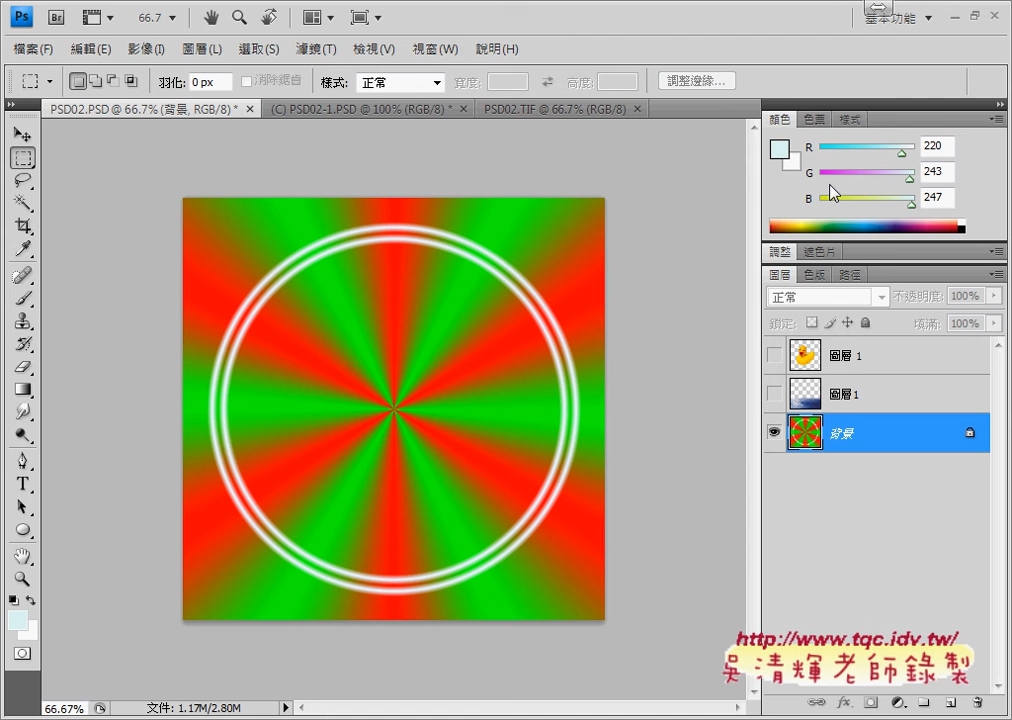 Ps Br 66.7 基本功能
檔案(F) 編輯(E) 影像(I) 圖層(L) 選取(S) 濾鏡(T) 檢視(V) 視窗(W) 說明(H)
羽化: 0 px 消除鋸齒 樣式: 正常 寬度: 高度: 調整邊緣...
PSD02.PSD @ 66.7% (背景, RGB/8) * (C) PSD02-1.PSD @ 100% (RGB/8) * PSD02.TIF @ 66.7% (RGB/8)
顏色 色票 樣式
R 220
G 243
B 247
調整 遮色片
圖層 色版 路徑
正常 不透明度: 100%
鎖定: 填滿: 100%
圖層 1
圖層1
背景
T
http://www.tqc.idv.tw/
吳清輝老師錄製
66.67% 文件: 1.17M/2.80M
fx